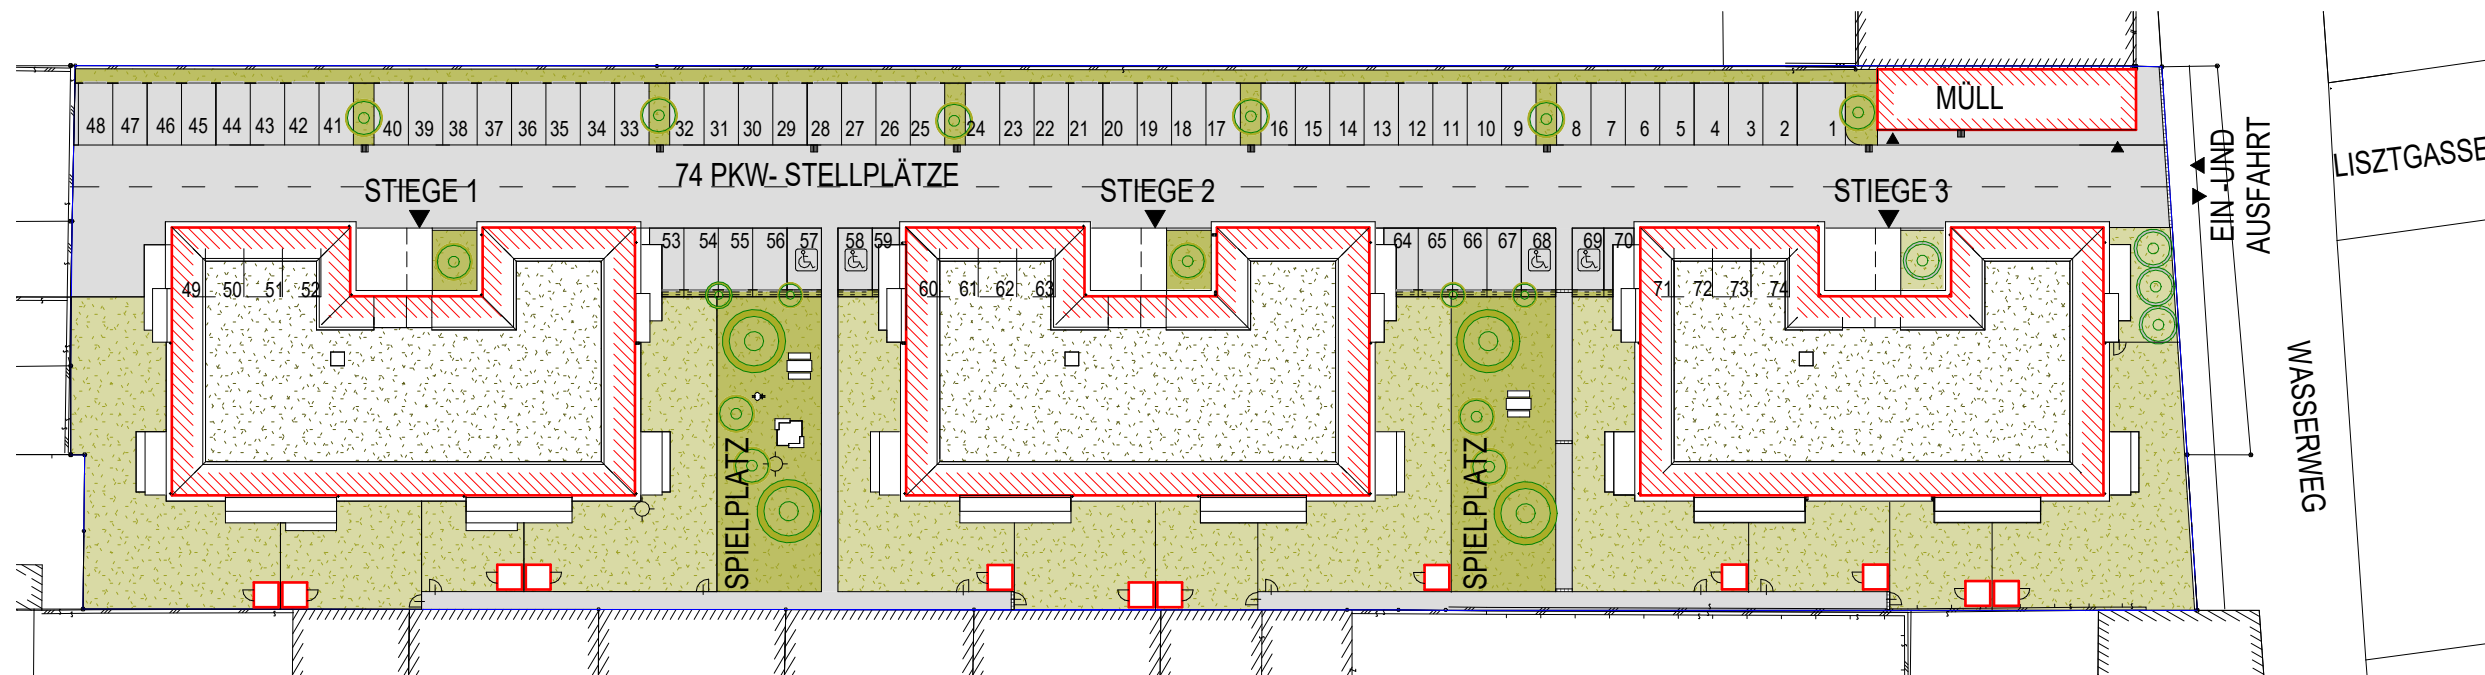 MÜLL
48 47 46 45 44 43 42 41 40 39 38 37 36 35 34 33 32 31 30 29 28 27 26 25 24 23 22 21 20 19 18 17 16 15 14 13 12 11 10 9 8 7 6 5 4 3 2 1
74 PKW- STELLPLÄTZE
STIEGE 1
STIEGE 2
STIEGE 3
EIN -UND
AUSFAHRT
LISZTGASSE
53 54 55 56 57 58 59 64 65 66 67 68 69 70
49 50 51 52 60 61 62 63 71 72 73 74
SPIELPLATZ
SPIELPLATZ
WASSERWEG